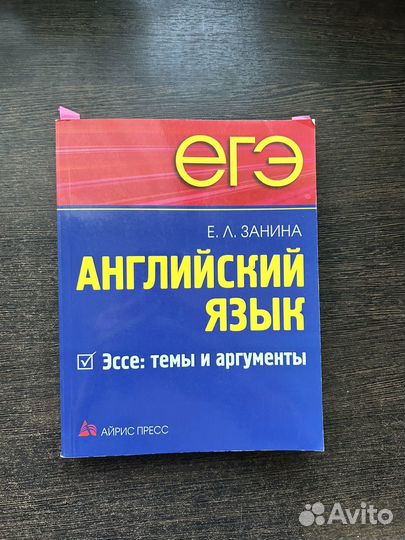 егэ
Е. Л. ЗАНИНА
АНГЛИЙСКИЙ
ЯЗЫК
Эссе: темы и аргументы
АЙРИС ПРЕСС
Avito